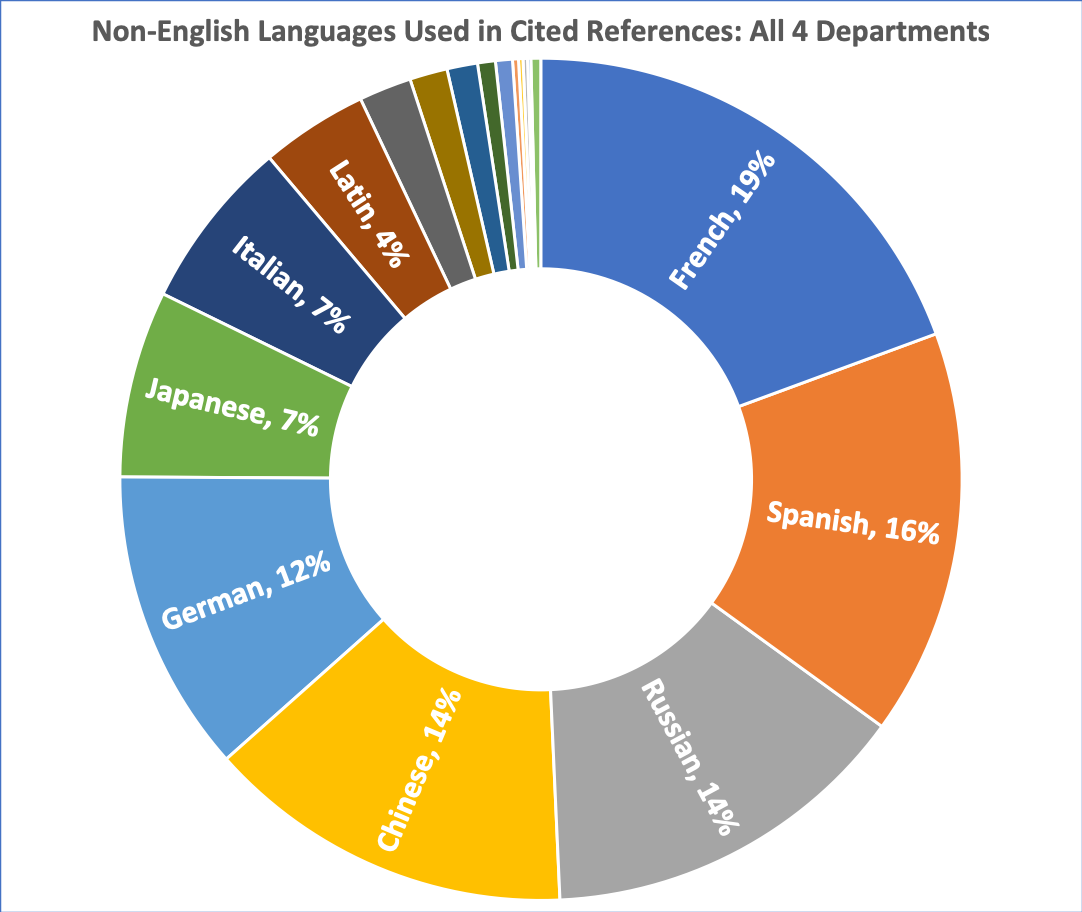 Non-English Languages Used in Cited References: All 4 Departments
French, 19%
Spanish, 16%
Russian, 14%
Chinese, 14%
German, 12%
Japanese, 7%
Italian, 7%
Latin, 4%